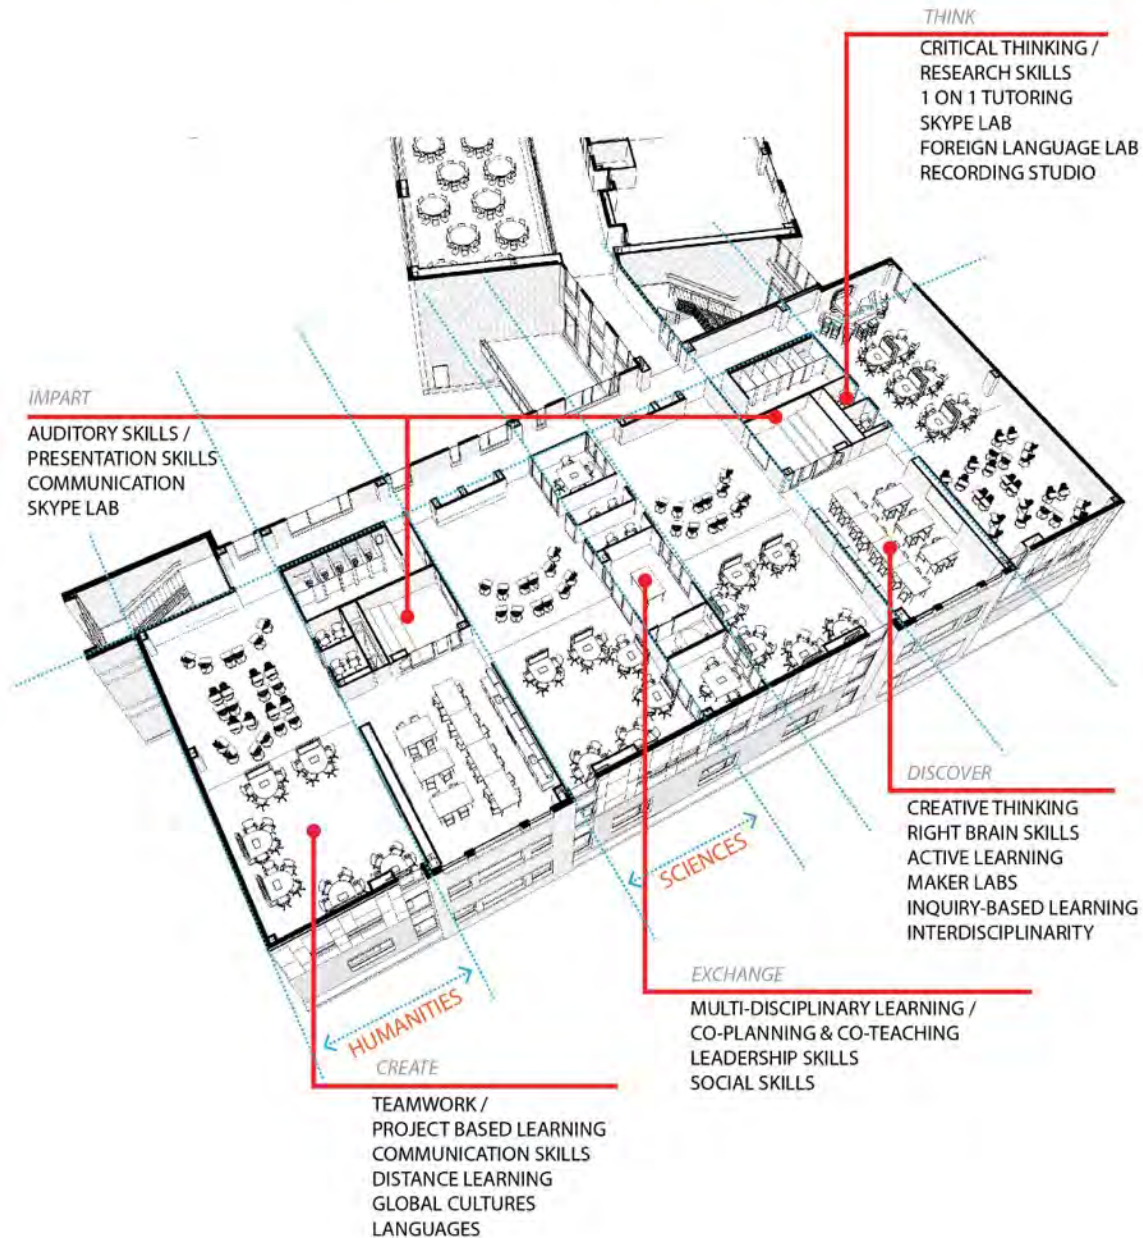 THINK
CRITICAL THINKING /
RESEARCH SKILLS
1 ON 1 TUTORING
SKYPE LAB
FOREIGN LANGUAGE LAB
RECORDING STUDIO
IMPART
AUDITORY SKILLS /
PRESENTATION SKILLS
COMMUNICATION
SKYPE LAB
DISCOVER
CREATIVE THINKING
RIGHT BRAIN SKILLS
ACTIVE LEARNING
MAKER LABS
INQUIRY-BASED LEARNING
INTERDISCIPLINARITY
SCIENCES
EXCHANGE
MULTI-DISCIPLINARY LEARNING /
CO-PLANNING & CO-TEACHING
LEADERSHIP SKILLS
SOCIAL SKILLS
HUMANITIES
CREATE
TEAMWORK /
PROJECT BASED LEARNING
COMMUNICATION SKILLS
DISTANCE LEARNING
GLOBAL CULTURES
LANGUAGES